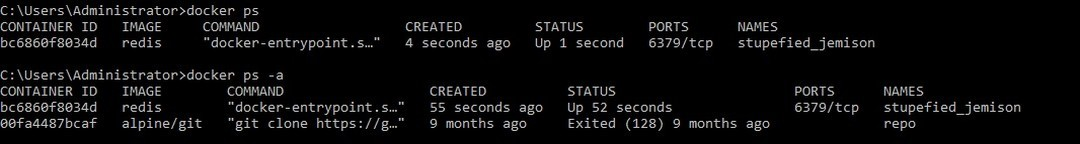 C:\Users\Administrator>docker ps
CONTAINER ID   IMAGE     COMMAND                  CREATED         STATUS        PORTS      NAMES
bc6860f8034d   redis     "docker-entrypoint.s…"   4 seconds ago   Up 1 second   6379/tcp   stupefied_jemison
C:\Users\Administrator>docker ps -a
CONTAINER ID   IMAGE        COMMAND                  CREATED          STATUS                      PORTS      NAMES
bc6860f8034d   redis        "docker-entrypoint.s…"   55 seconds ago   Up 52 seconds               6379/tcp   stupefied_jemison
00fa4487bcaf   alpine/git   "git clone https://g…"   9 months ago     Exited (128) 9 months ago              repo